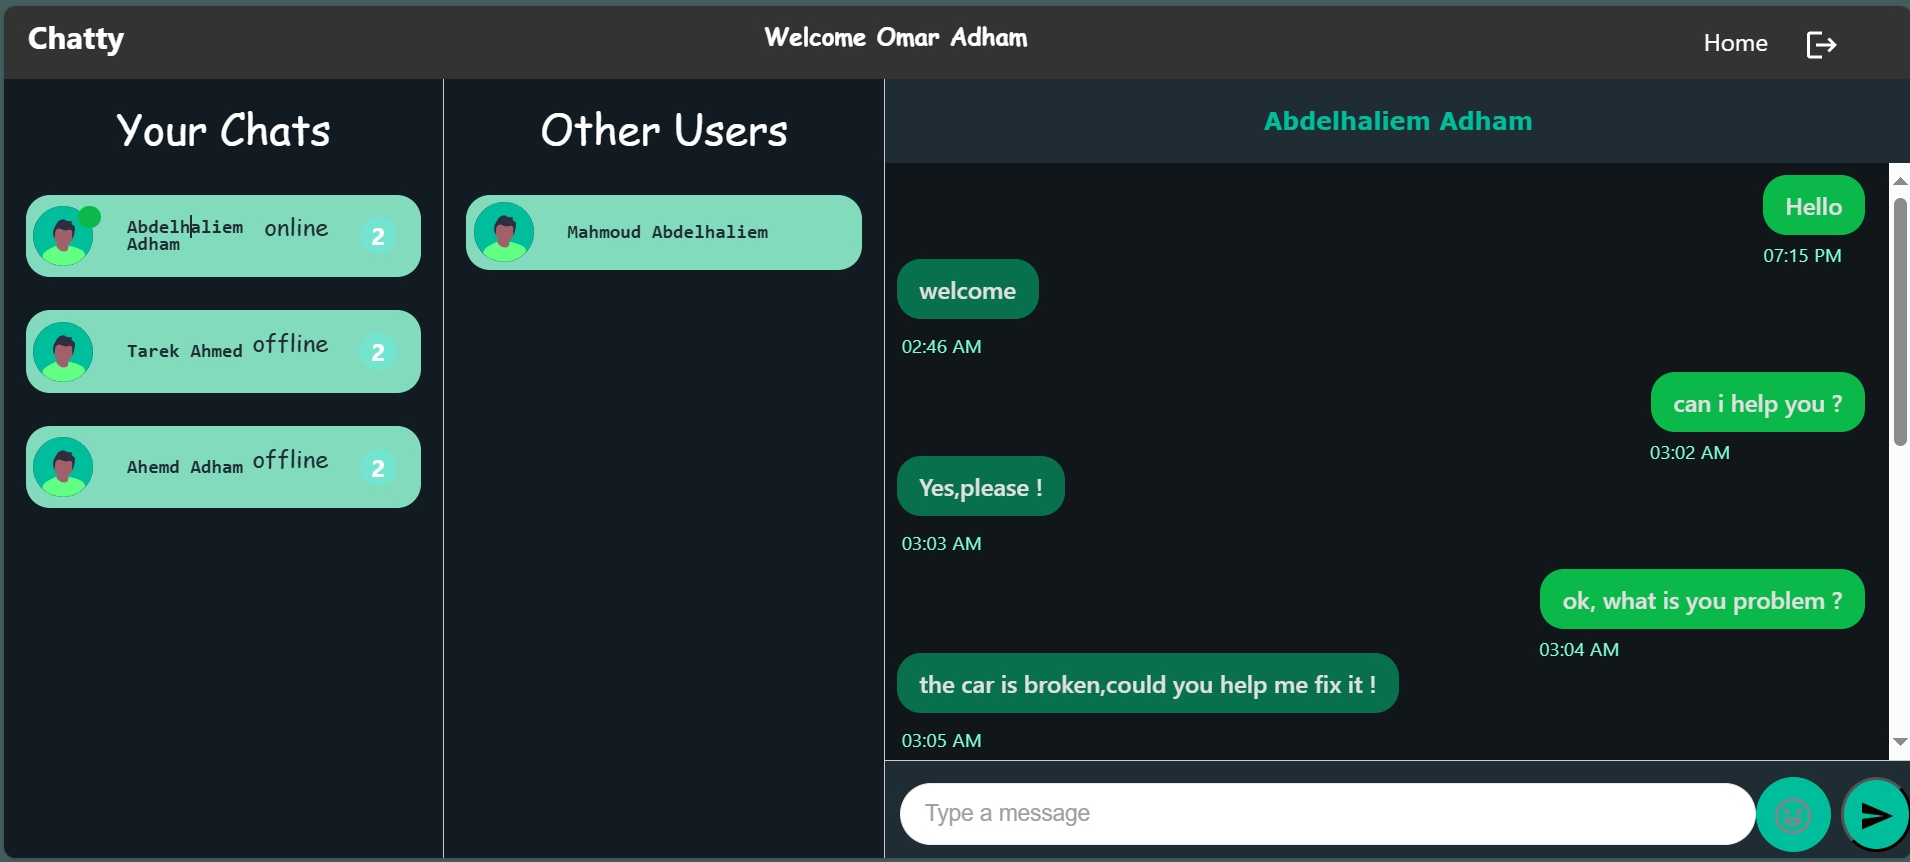 Chatty
Welcome Omar Adham
Home
Your Chats
Abdelhaliem
Adham
online
2
Tarek Ahmed
offline
2
Ahemd Adham
offline
2
Other Users
Mahmoud Abdelhaliem
Abdelhaliem Adham
Hello
07:15 PM
welcome
02:46 AM
can i help you ?
03:02 AM
Yes,please !
03:03 AM
ok, what is you problem ?
03:04 AM
the car is broken,could you help me fix it !
03:05 AM
Type a message